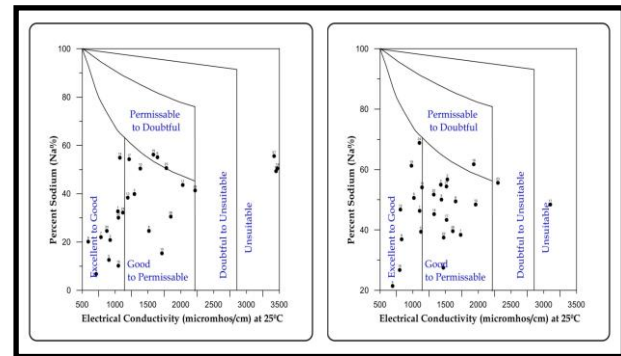 100
80
60
40
20
0
Percent Sodium (Na%)
Permissable
to Doubtful
Excellent to Good
Good
to Permissable
Doubtful to Unsuitable
Unsuitable
500 1000 1500 2000 2500 3000 3500
Electrical Conductivity (micromhos/cm) at 25ºC
100
80
60
40
20
Percent Sodium (Na%)
Permissable
to Doubtful
Excellent to Good
Good
to Permissable
Doubtful to Unsuitable
Unsuitable
500 1000 1500 2000 2500 3000 3500
Electrical Conductivity (micromhos/cm) at 25ºC